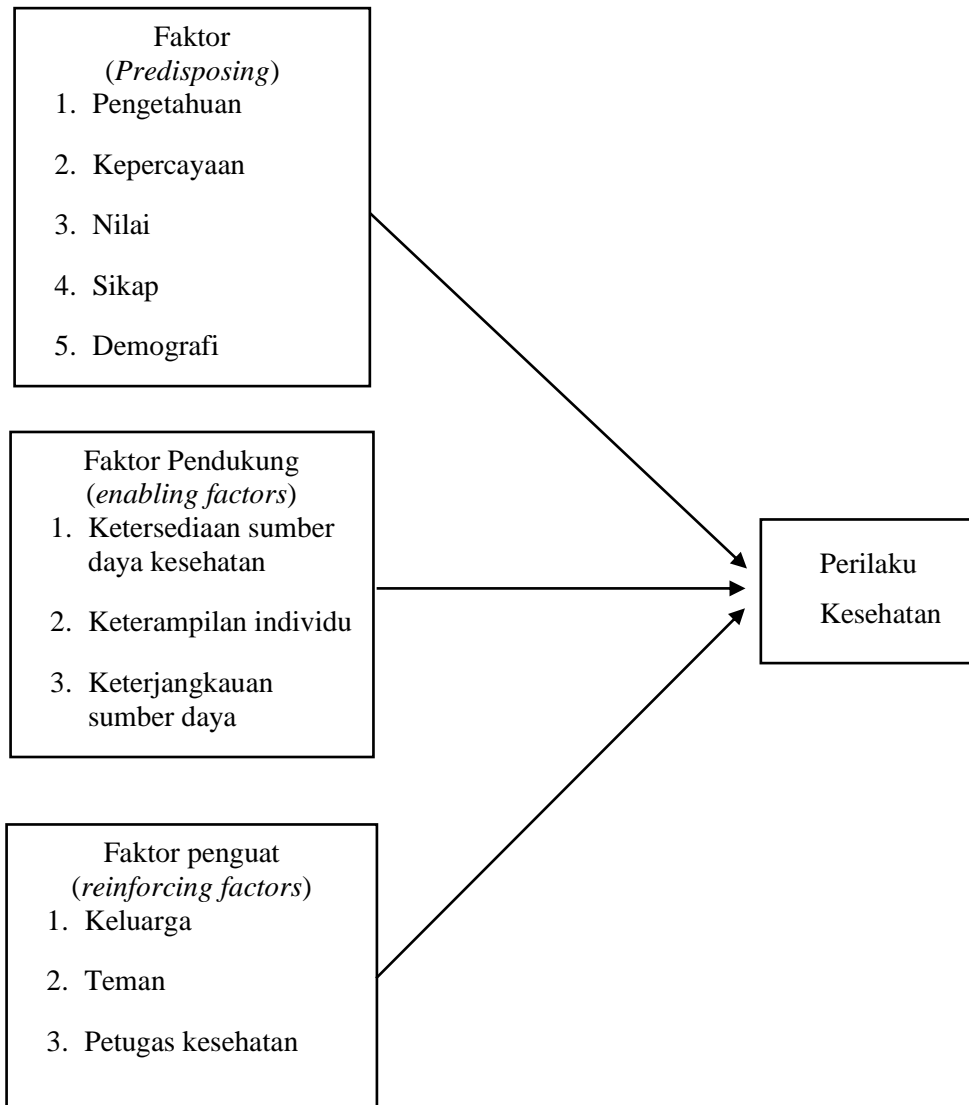 Faktor
(Predisposing)
1. Pengetahuan
2. Kepercayaan
3. Nilai
4. Sikap
5. Demografi
Faktor Pendukung
(enabling factors)
1. Ketersediaan sumber
daya kesehatan
2. Keterampilan individu
3. Keterjangkauan
sumber daya
Faktor penguat
(reinforcing factors)
1. Keluarga
2. Teman
3. Petugas kesehatan
Perilaku
Kesehatan